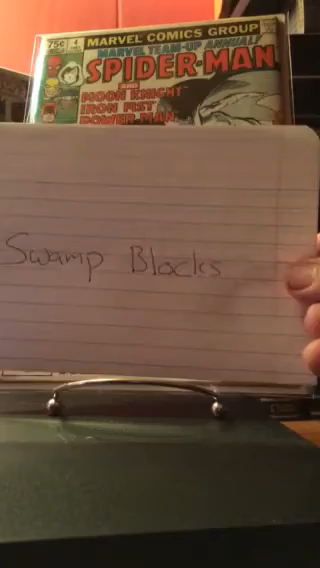 75¢ 4 MARVEL COMICS GROUP
MARVEL TEAM-UP ANNUAL!
SPIDER-MAN
AND
MOON KNIGHT
IRON FIST
POWER MAN
Swamp Blocks